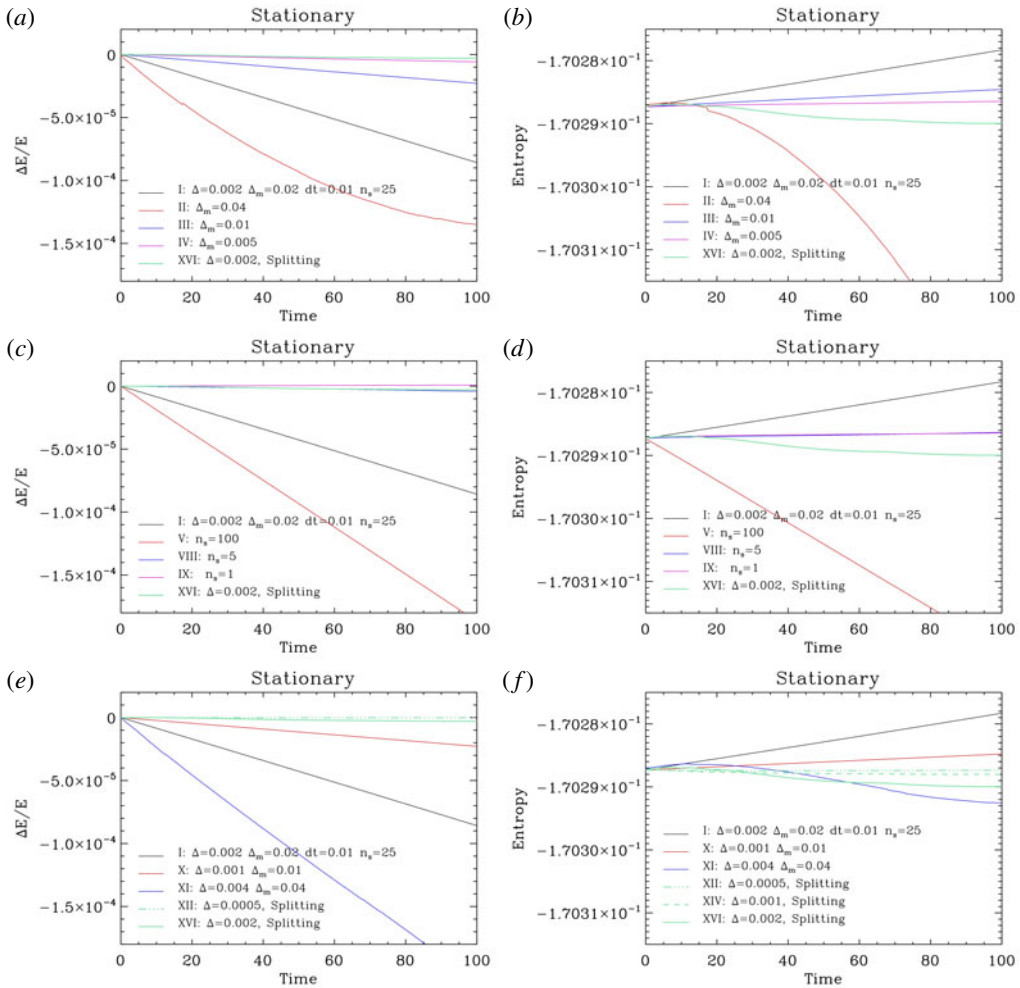 (a)
Stationary
ΔE/E
0
−5.0×10⁻⁵
−1.0×10⁻⁴
−1.5×10⁻⁴
I: Δ=0.002 Δₘ=0.02 dt=0.01 nₛ=25
II: Δₘ=0.04
III: Δₘ=0.01
IV: Δₘ=0.005
XVI: Δ=0.002, Splitting
0 20 40 60 80 100
Time
(b)
Stationary
Entropy
−1.7028×10⁻¹
−1.7029×10⁻¹
−1.7030×10⁻¹
−1.7031×10⁻¹
I: Δ=0.002 Δₘ=0.02 dt=0.01 nₛ=25
II: Δₘ=0.04
III: Δₘ=0.01
IV: Δₘ=0.005
XVI: Δ=0.002, Splitting
0 20 40 60 80 100
Time
(c)
Stationary
ΔE/E
0
−5.0×10⁻⁵
−1.0×10⁻⁴
−1.5×10⁻⁴
I: Δ=0.002 Δₘ=0.02 dt=0.01 nₛ=25
V: nₛ=100
VIII: nₛ=5
IX: nₛ=1
XVI: Δ=0.002, Splitting
0 20 40 60 80 100
Time
(d)
Stationary
Entropy
−1.7028×10⁻¹
−1.7029×10⁻¹
−1.7030×10⁻¹
−1.7031×10⁻¹
I: Δ=0.002 Δₘ=0.02 dt=0.01 nₛ=25
V: nₛ=100
VIII: nₛ=5
IX: nₛ=1
XVI: Δ=0.002, Splitting
0 20 40 60 80 100
Time
(e)
Stationary
ΔE/E
0
−5.0×10⁻⁵
−1.0×10⁻⁴
−1.5×10⁻⁴
I: Δ=0.002 Δₘ=0.02 dt=0.01 nₛ=25
X: Δ=0.001 Δₘ=0.01
XI: Δ=0.004 Δₘ=0.04
XII: Δ=0.0005, Splitting
XVI: Δ=0.002, Splitting
0 20 40 60 80 100
Time
(f)
Stationary
Entropy
−1.7028×10⁻¹
−1.7029×10⁻¹
−1.7030×10⁻¹
−1.7031×10⁻¹
I: Δ=0.002 Δₘ=0.02 dt=0.01 nₛ=25
X: Δ=0.001 Δₘ=0.01
XI: Δ=0.004 Δₘ=0.04
XII: Δ=0.0005, Splitting
XIV: Δ=0.001, Splitting
XVI: Δ=0.002, Splitting
0 20 40 60 80 100
Time